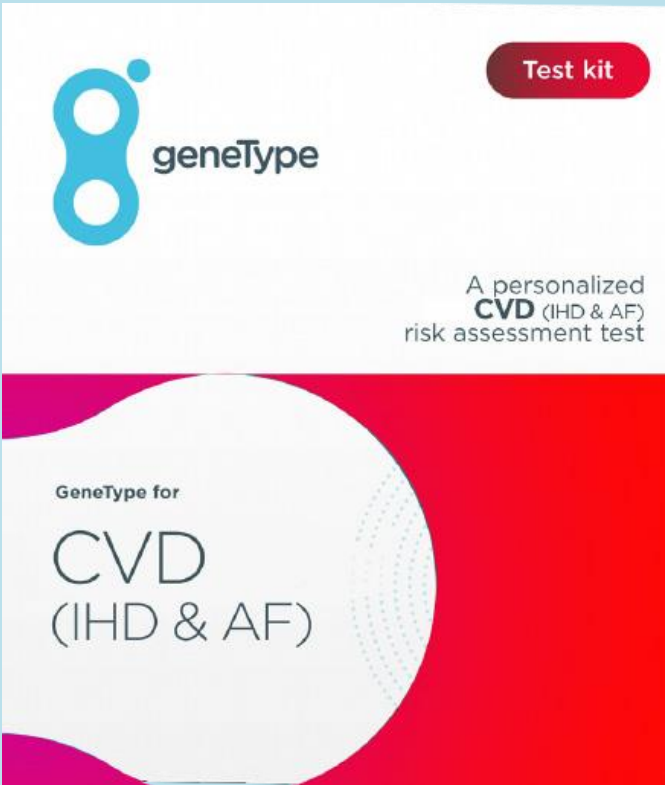 Test kit
geneType
A personalized
CVD (IHD & AF)
risk assessment test
GeneType for
CVD
(IHD & AF)